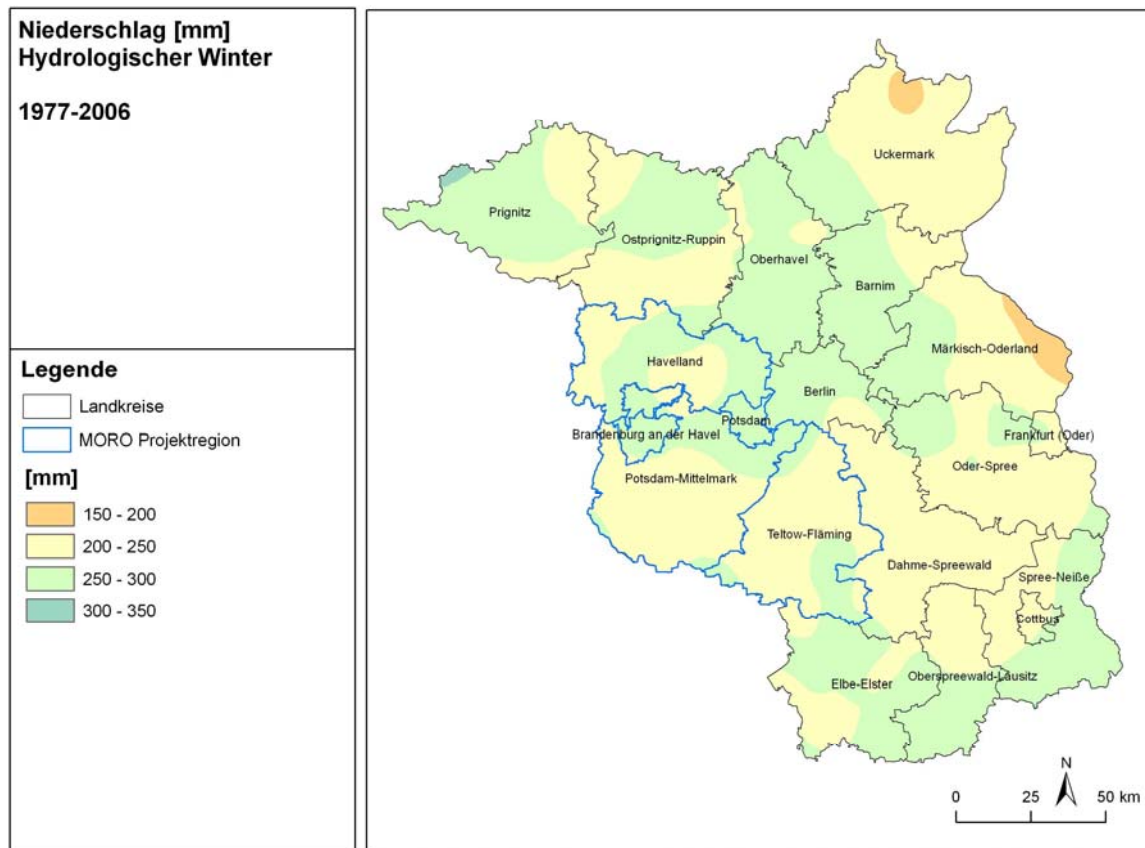 Niederschlag [mm]
Hydrologischer Winter
1977-2006
Legende
Landkreise
MORO Projektregion
[mm]
150 - 200
200 - 250
250 - 300
300 - 350
Uckermark
Prignitz
Ostprignitz-Ruppin
Oberhavel
Barnim
Märkisch-Oderland
Havelland
Berlin
Potsdam
Brandenburg an der Havel
Frankfurt (Oder)
Oder-Spree
Potsdam-Mittelmark
Teltow-Fläming
Dahme-Spreewald
Spree-Neiße
Cottbus
Elbe-Elster
Oberspreewald-Lausitz
N
0 25 50 km